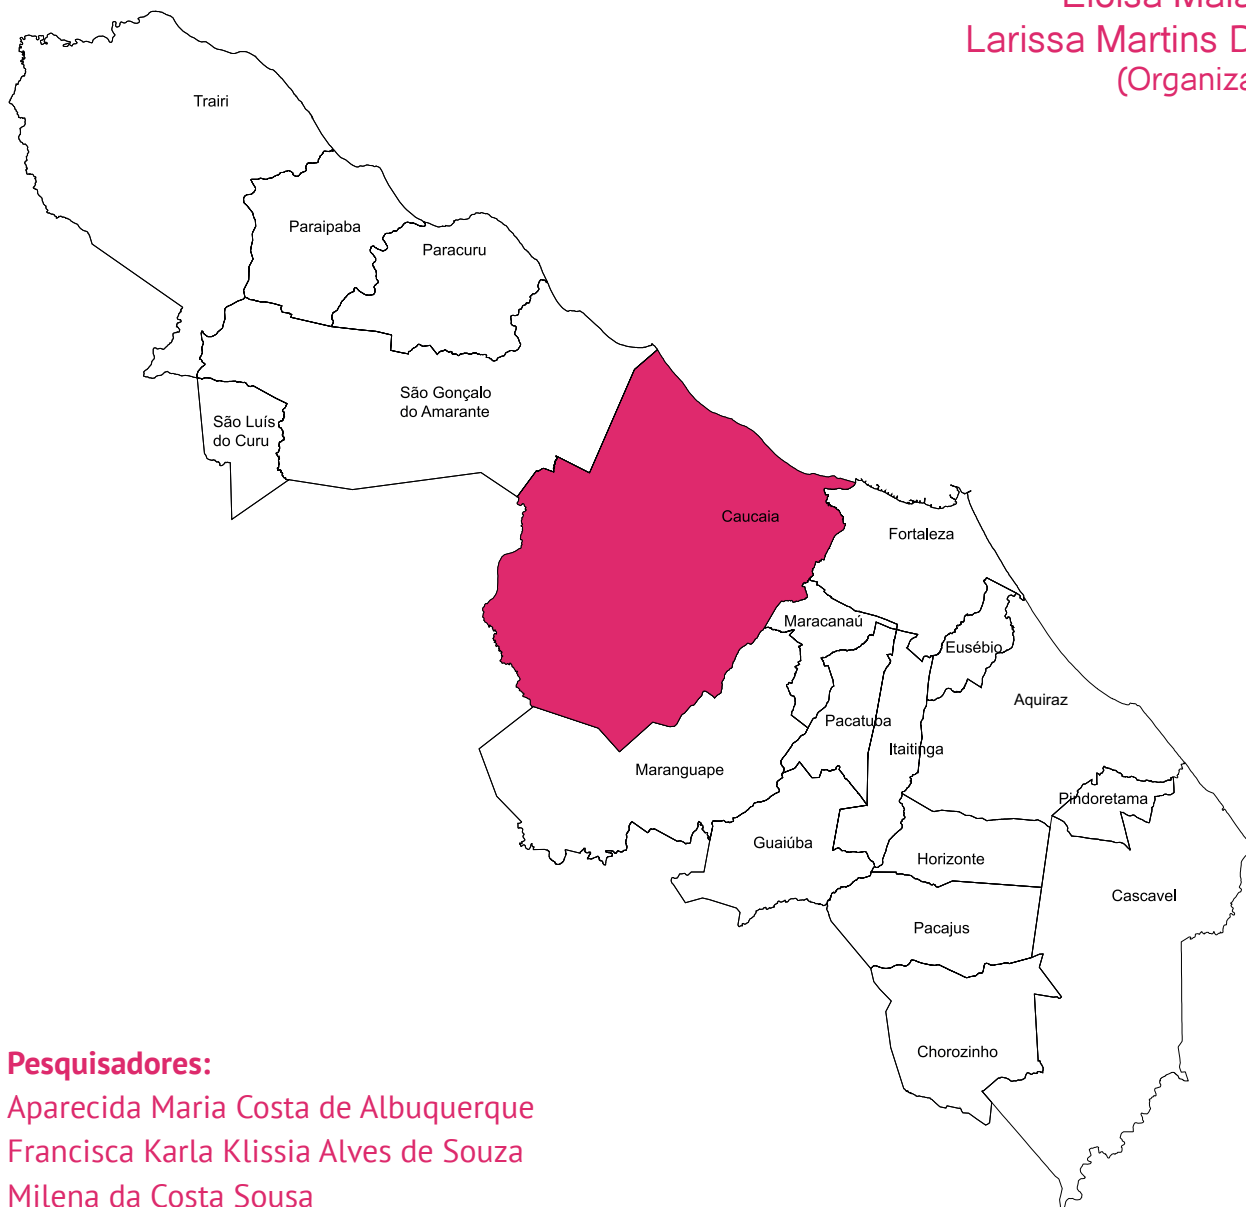 Larissa Martins
(Organiza
Trairi
Paraipaba
Paracuru
São Gonçalo
do Amarante
São Luís
do Curu
Caucaia
Fortaleza
Maracanaú
Eusébio
Aquiraz
Pacatuba
Itaitinga
Maranguape
Pindoretama
Guaiúba
Horizonte
Cascavel
Pacajus
Chorozinho
Pesquisadores:
Aparecida Maria Costa de Albuquerque
Francisca Karla Klissia Alves de Souza
Milena da Costa Sousa